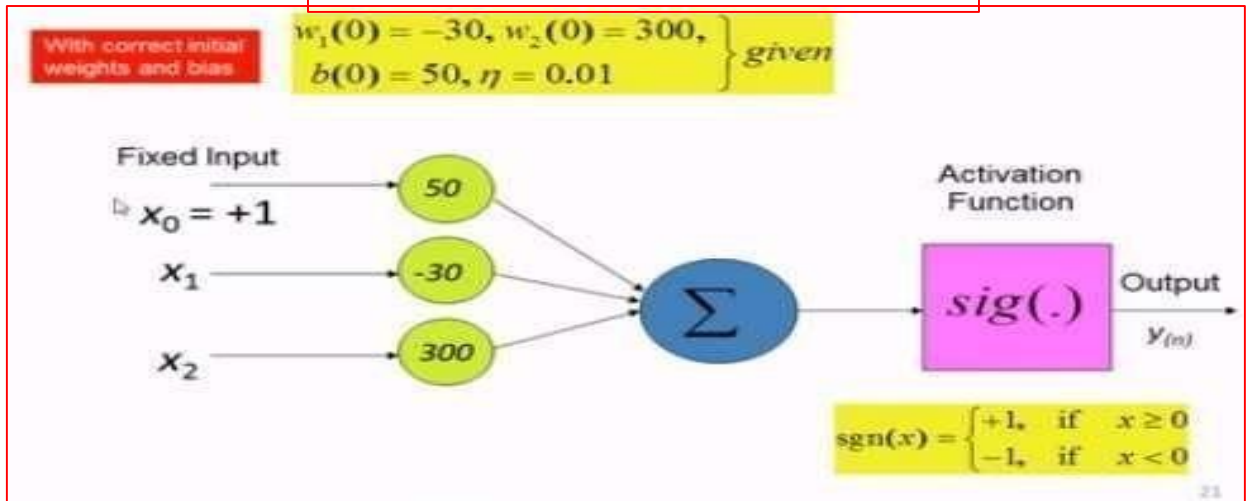 With correct initial
weights and bias
w₁(0) = −30, w₂(0) = 300,
b(0) = 50, η = 0.01
} given
Fixed Input
x₀ = +1
50
x₁
-30
x₂
300
Σ
Activation
Function
sig(.)
Output
y(n)
sgn(x) = { +1, if x ≥ 0
−1, if x < 0
21